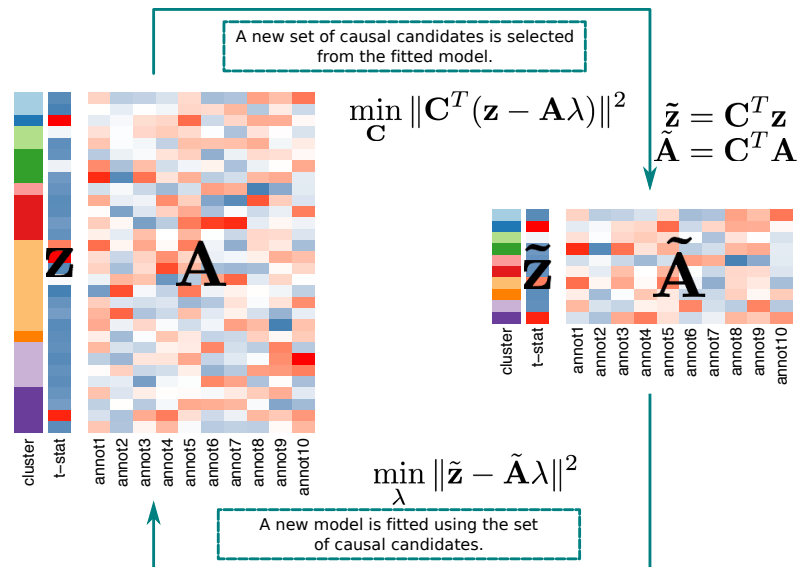 A new set of causal candidates is selected
from the fitted model.
min_C ‖C^T(z − Aλ)‖²
z̃ = C^T z
Ã = C^T A
z
A
z̃
Ã
cluster
t−stat
annot1
annot2
annot3
annot4
annot5
annot6
annot7
annot8
annot9
annot10
cluster
t−stat
annot1
annot2
annot3
annot4
annot5
annot6
annot7
annot8
annot9
annot10
min_λ ‖z̃ − Ãλ‖²
A new model is fitted using the set
of causal candidates.